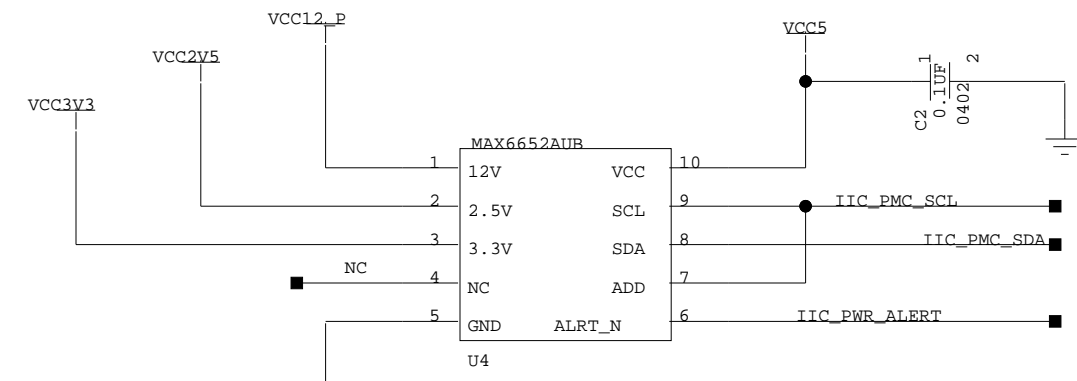 VCC12_P
VCC5
VCC2V5
VCC3V3
1
2
0.1UF
C2
0402
MAX6652AUB
1
12V
VCC
10
2
2.5V
SCL
9
IIC_PMC_SCL
3
3.3V
SDA
8
IIC_PMC_SDA
NC
4
NC
ADD
7
5
GND
ALRT_N
6
IIC_PWR_ALERT
U4